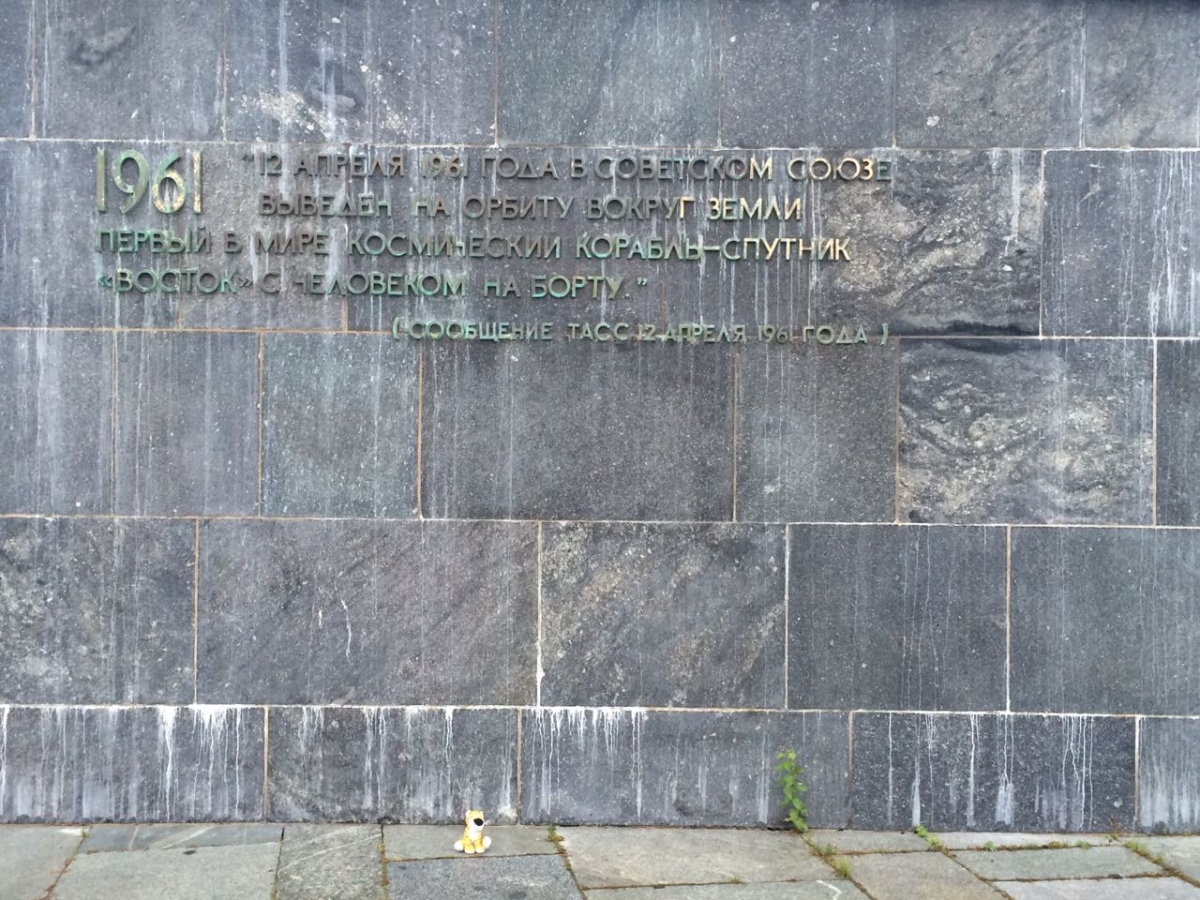 1961 "12 АПРЕЛЯ 1961 ГОДА В СОВЕТСКОМ СОЮЗЕ
ВЫВЕДЕН НА ОРБИТУ ВОКРУГ ЗЕМЛИ
ПЕРВЫЙ В МИРЕ КОСМИЧЕСКИЙ КОРАБЛЬ-СПУТНИК
«ВОСТОК» С ЧЕЛОВЕКОМ НА БОРТУ."
(СООБЩЕНИЕ ТАСС 12 АПРЕЛЯ 1961 ГОДА)